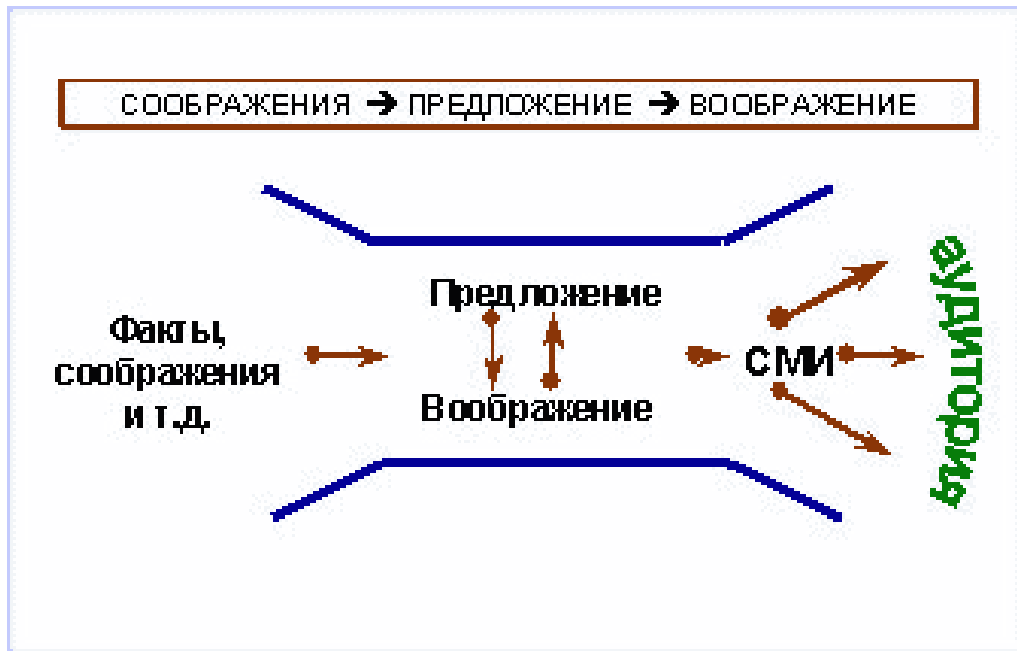 СООБРАЖЕНИЯ → ПРЕДЛОЖЕНИЕ → ВООБРАЖЕНИЕ
Предложение
Факты,
соображения
и т.д.
Воображение
СМИ
аудитория